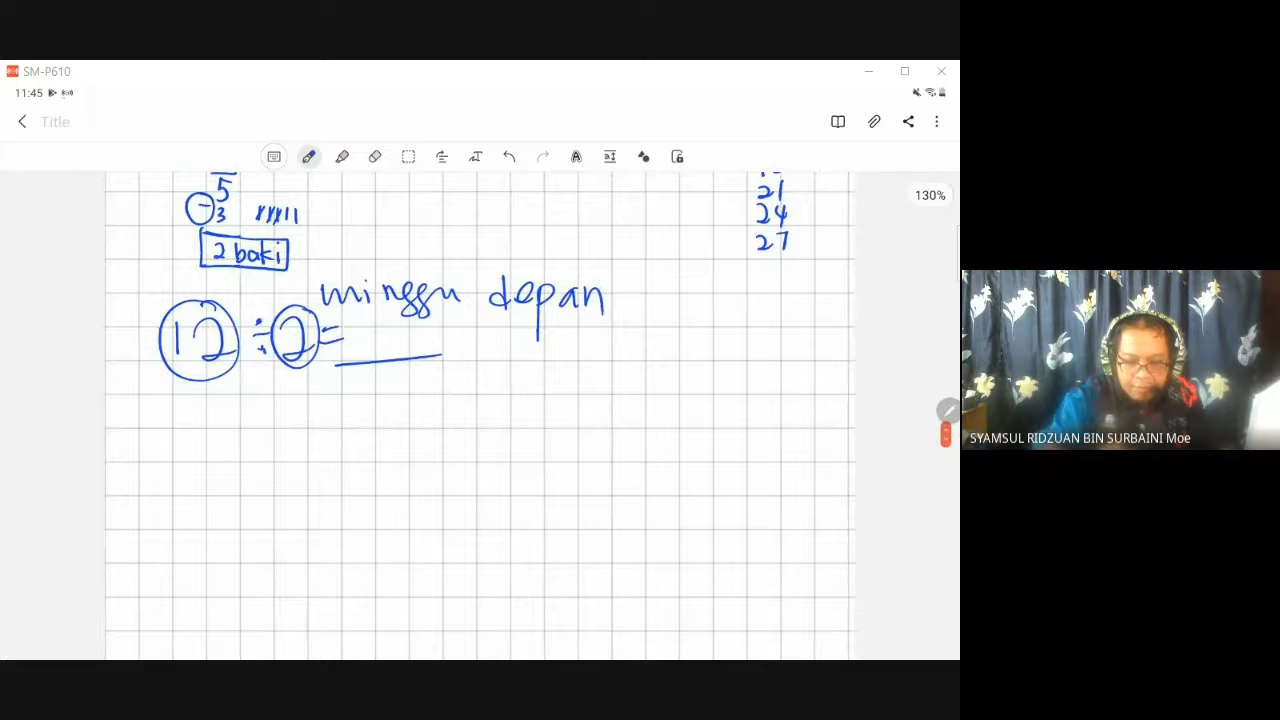 SM-P610
11:45
Title
130%
5
3
2 baki
21
24
27
minggu depan
12 ÷ 2 =
SYAMSUL RIDZUAN BIN SURBAINI Moe